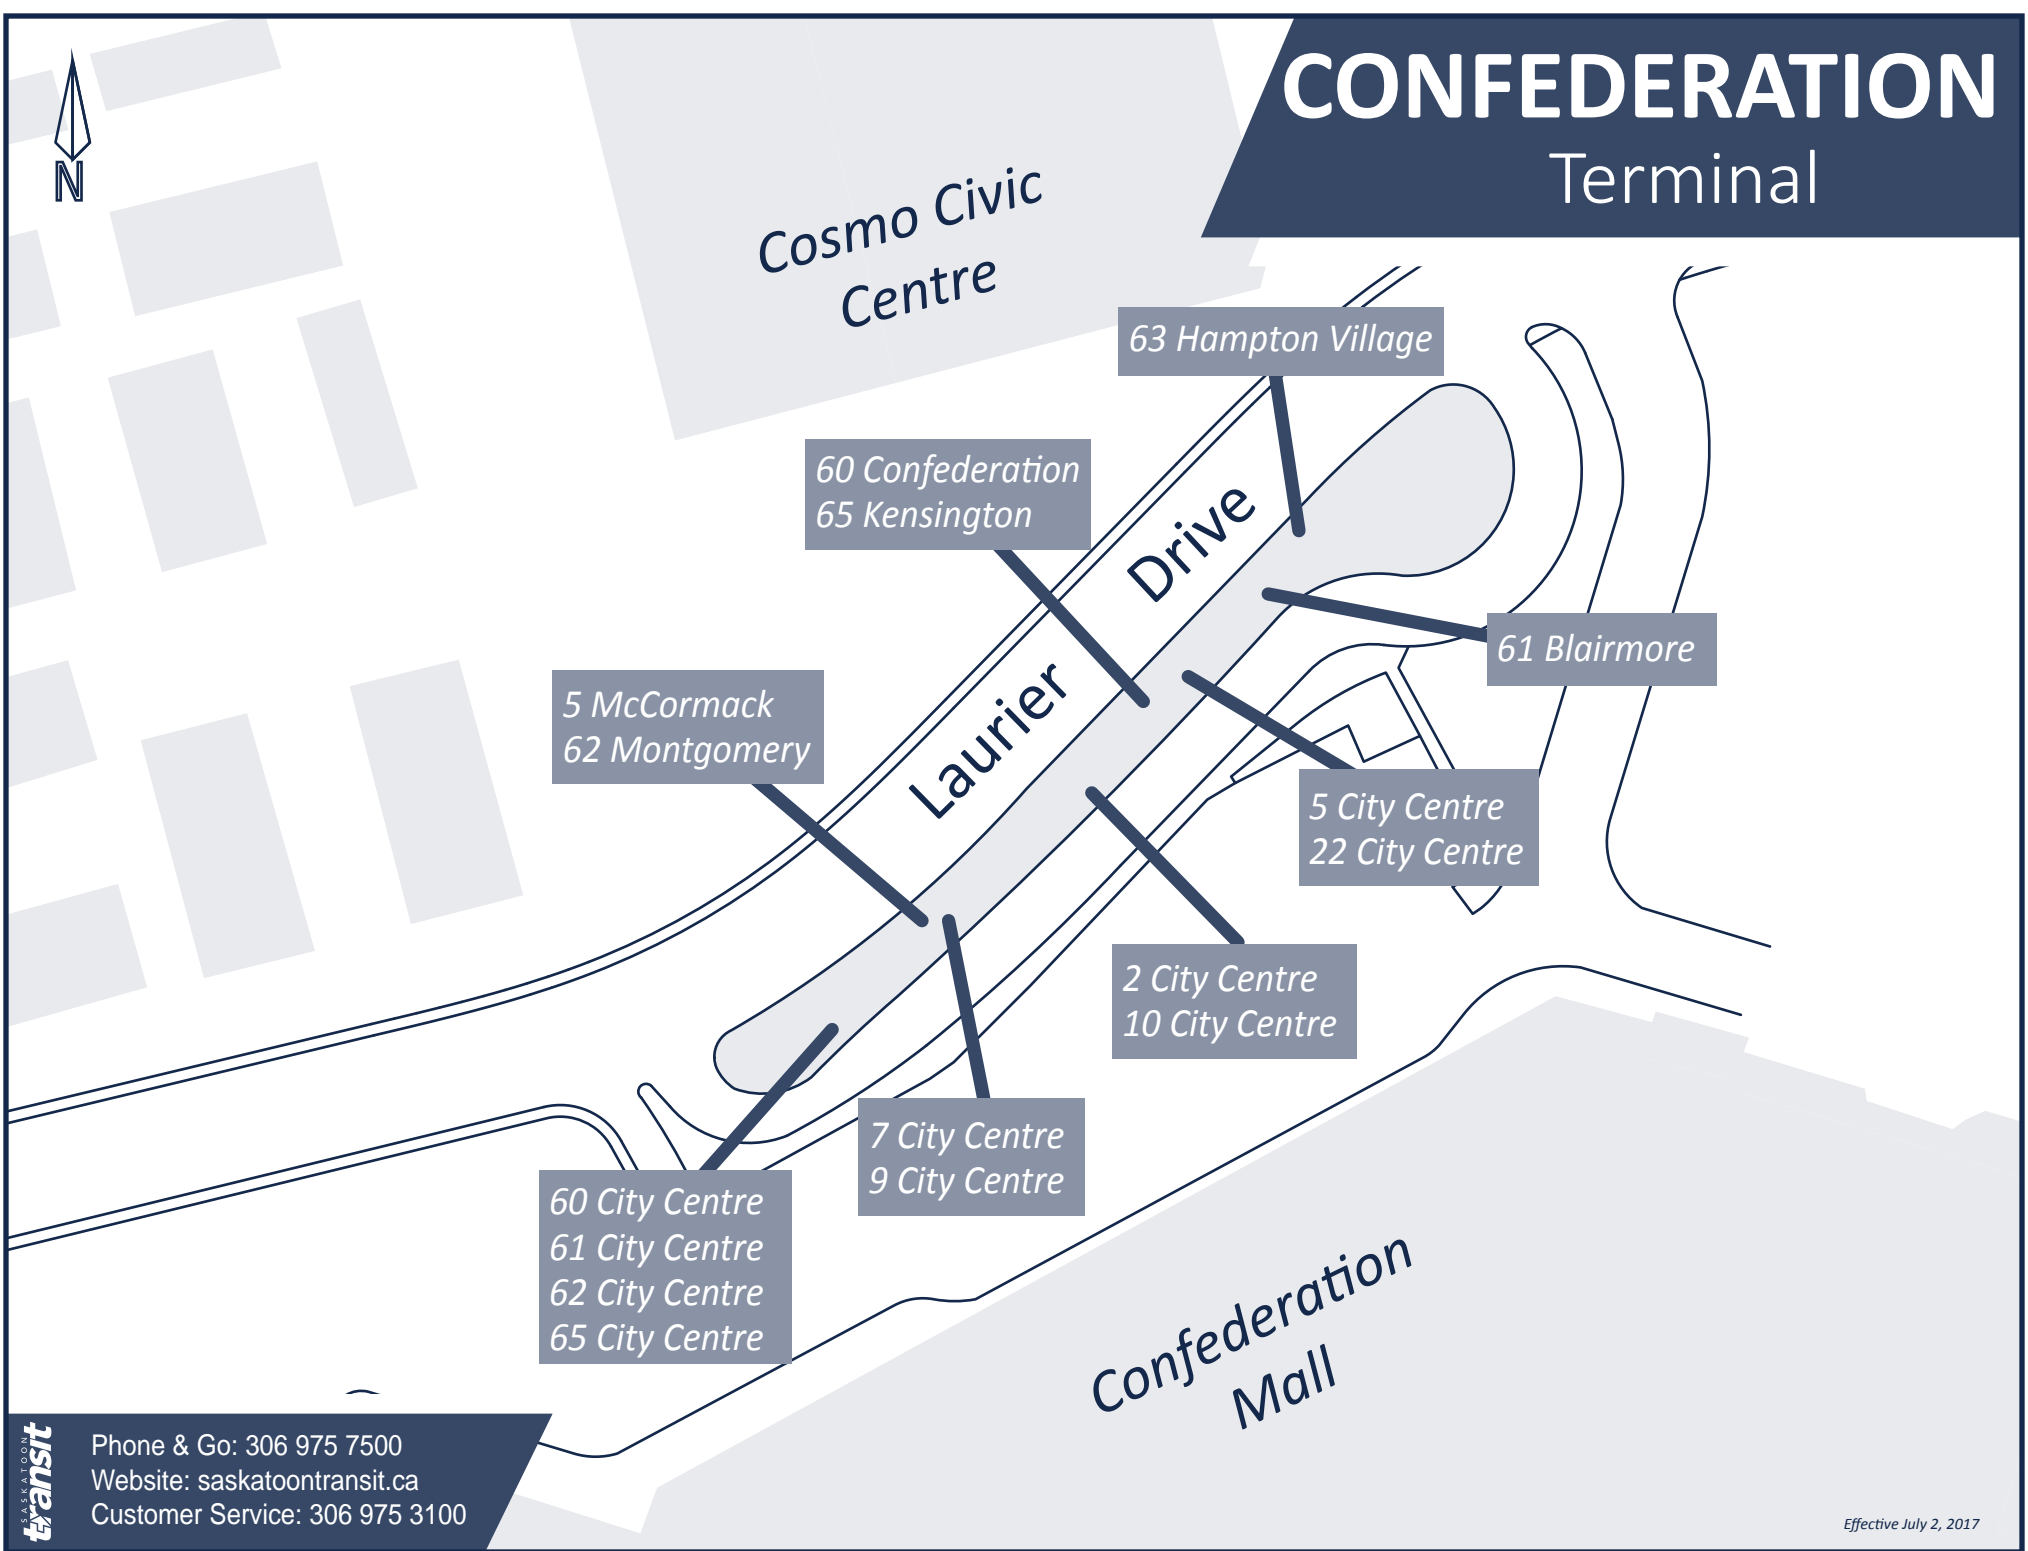 CONFEDERATION
Terminal
N
Cosmo Civic
Centre
63 Hampton Village
60 Confederation
65 Kensington
Laurier Drive
61 Blairmore
5 McCormack
62 Montgomery
5 City Centre
22 City Centre
2 City Centre
10 City Centre
7 City Centre
9 City Centre
60 City Centre
61 City Centre
62 City Centre
65 City Centre
Confederation
Mall
SASKATOON
transit
Phone & Go: 306 975 7500
Website: saskatoontransit.ca
Customer Service: 306 975 3100
Effective July 2, 2017